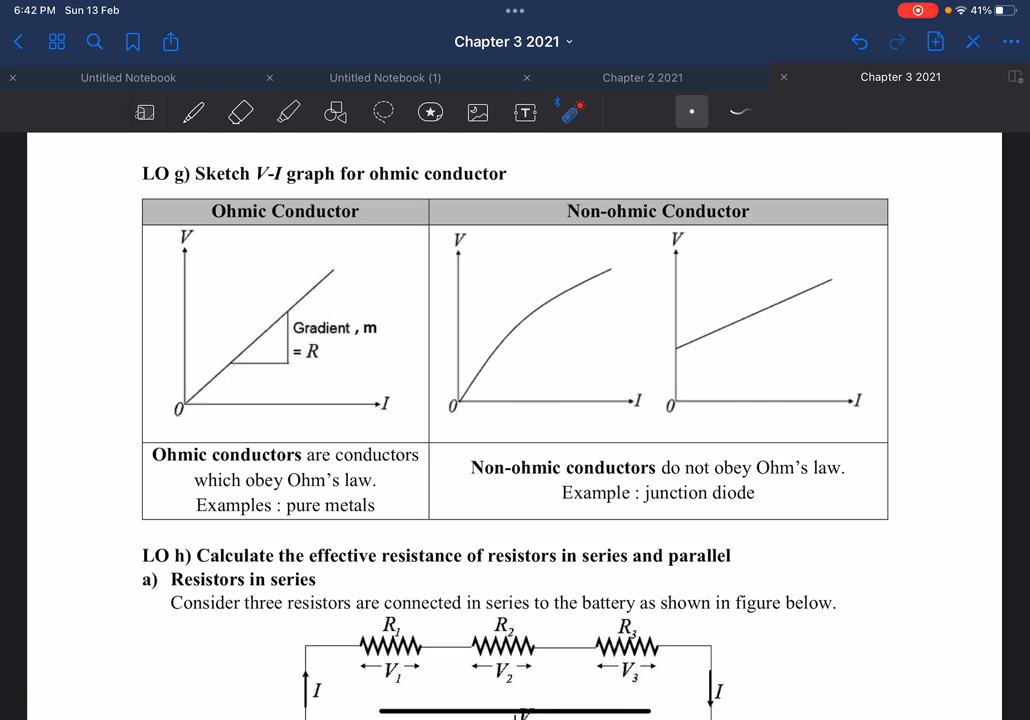 6:42 PM Sun 13 Feb
41%
Chapter 3 2021
Untitled Notebook
Untitled Notebook (1)
Chapter 2 2021
Chapter 3 2021
LO g) Sketch V-I graph for ohmic conductor
Ohmic Conductor
Non-ohmic Conductor
V
Gradient , m
= R
0
I
V
0
I
V
0
I
Ohmic conductors are conductors
which obey Ohm's law.
Examples : pure metals
Non-ohmic conductors do not obey Ohm's law.
Example : junction diode
LO h) Calculate the effective resistance of resistors in series and parallel
a) Resistors in series
Consider three resistors are connected in series to the battery as shown in figure below.
R1 R2 R3
V1 V2 V3
I
I